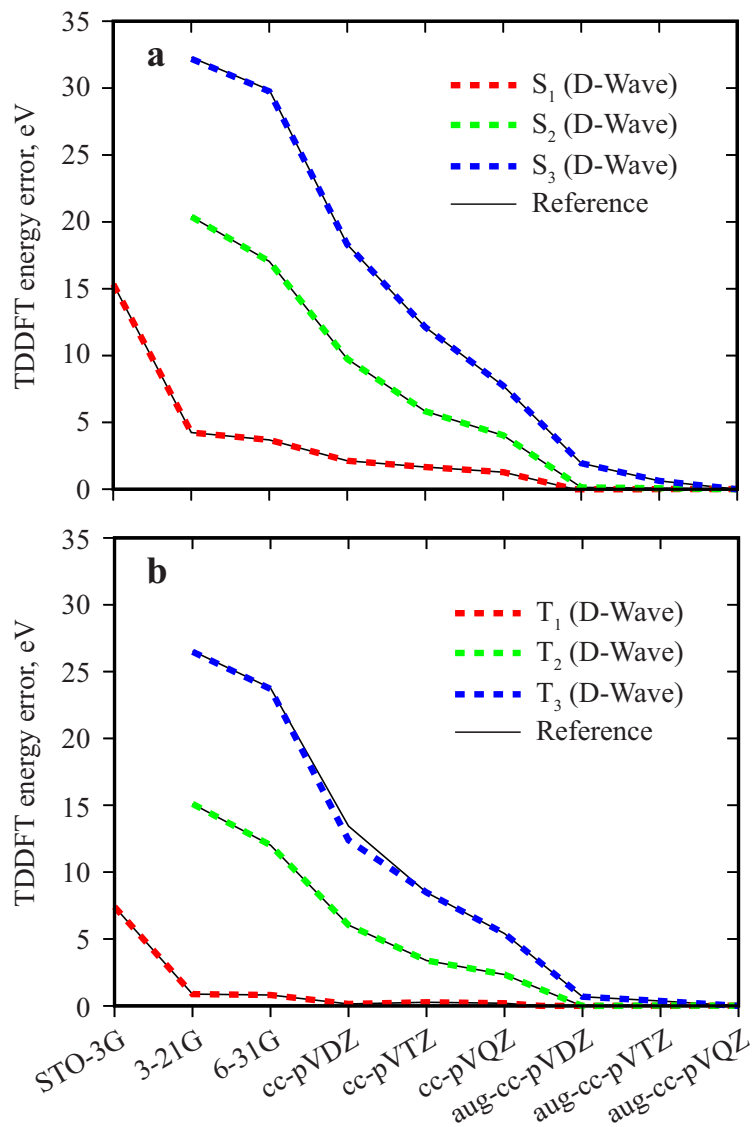 35
30
25
20
15
10
5
0
TDDFT energy error, eV
a
S₁ (D-Wave)
S₂ (D-Wave)
S₃ (D-Wave)
Reference
35
30
25
20
15
10
5
0
TDDFT energy error, eV
b
T₁ (D-Wave)
T₂ (D-Wave)
T₃ (D-Wave)
Reference
STO-3G
3-21G
6-31G
cc-pVDZ
cc-pVTZ
cc-pVQZ
aug-cc-pVDZ
aug-cc-pVTZ
aug-cc-pVQZ